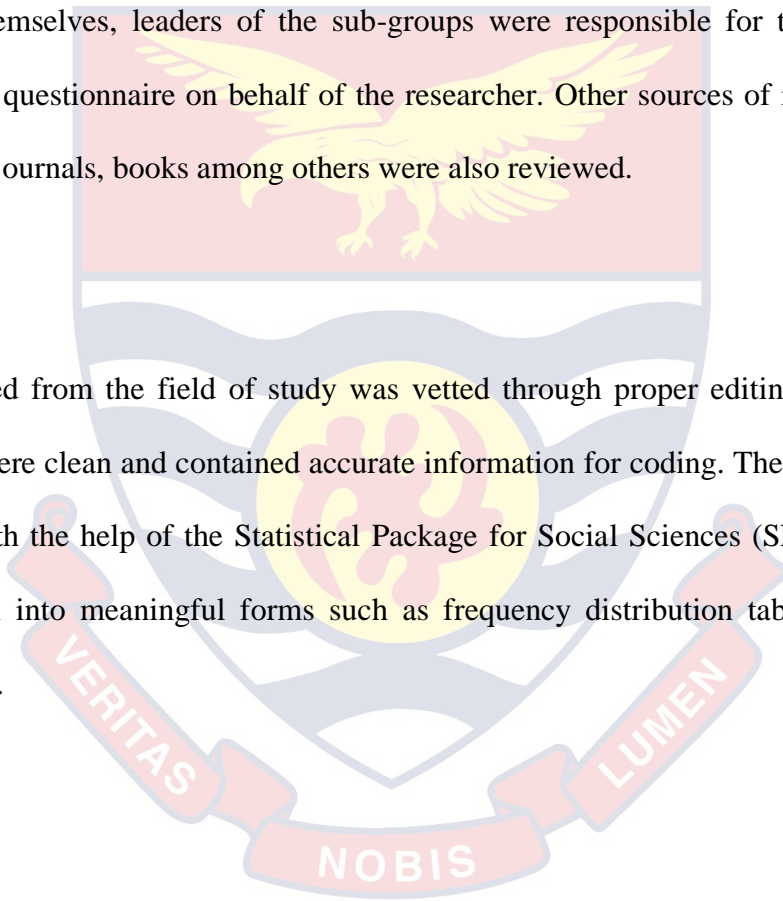 emselves, leaders of the sub-groups were responsible for t
questionnaire on behalf of the researcher. Other sources of
ournals, books among others were also reviewed.
ed from the field of study was vetted through proper editin
ere clean and contained accurate information for coding. The
th the help of the Statistical Package for Social Sciences (S
into meaningful forms such as frequency distribution tab
VERITAS
NOBIS
LUMEN